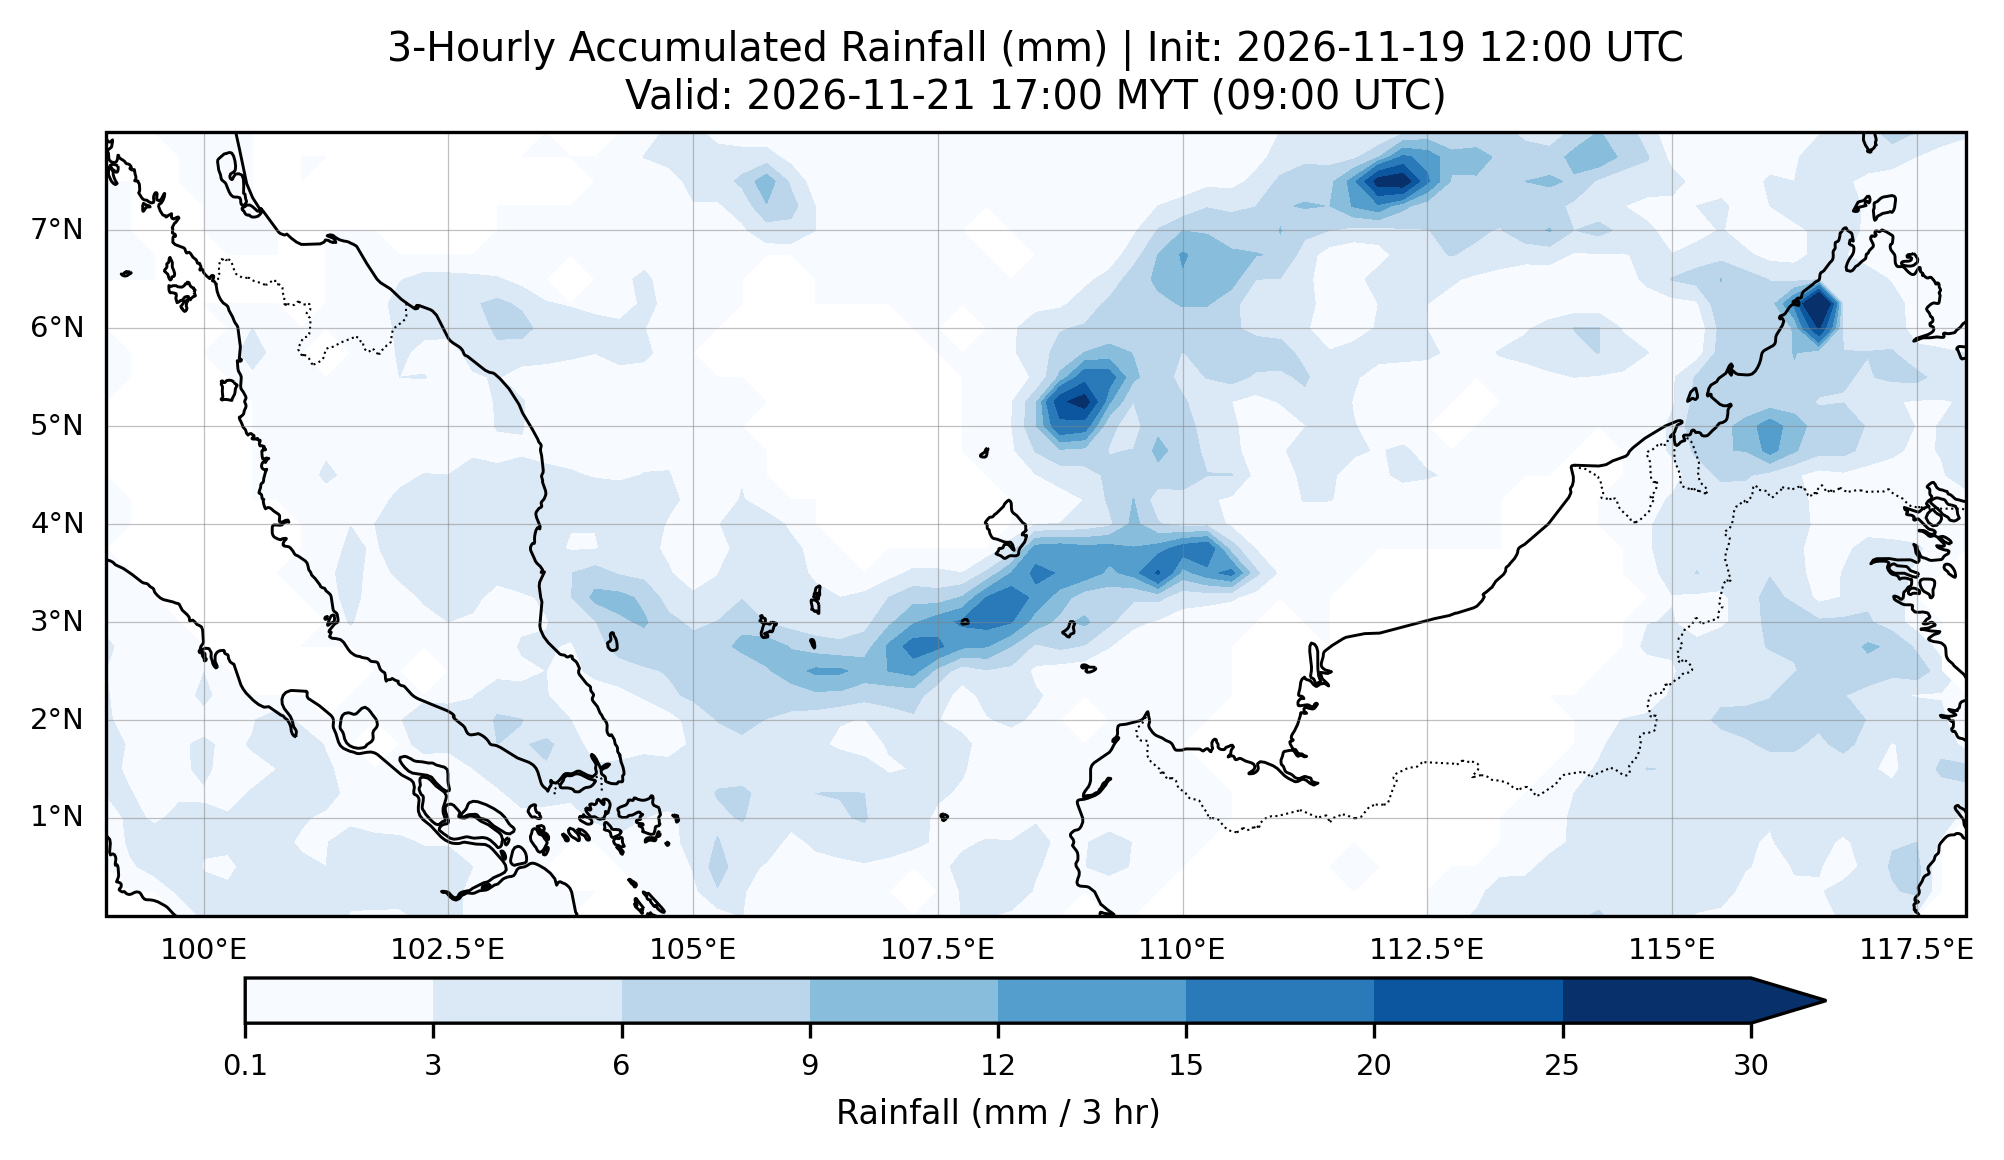 3-Hourly Accumulated Rainfall (mm) | Init: 2026-11-19 12:00 UTC
Valid: 2026-11-21 17:00 MYT (09:00 UTC)
7°N
6°N
5°N
4°N
3°N
2°N
1°N
100°E 102.5°E 105°E 107.5°E 110°E 112.5°E 115°E 117.5°E
0.1 3 6 9 12 15 20 25 30
Rainfall (mm / 3 hr)